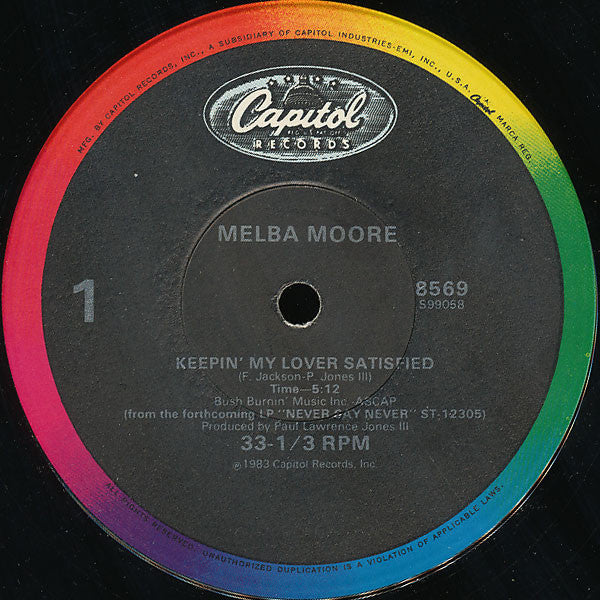 MFG. BY CAPITOL RECORDS, INC., A SUBSIDIARY OF CAPITOL INDUSTRIES-EMI, INC., U.S.A. Capitol MARCA REG.
Capitol
RECORDS
MELBA MOORE
1
8569
S99058
KEEPIN' MY LOVER SATISFIED
(F. Jackson-P. Jones III)
Time—5:12
Bush Burnin' Music Inc.-ASCAP
(from the forthcoming LP "NEVER SAY NEVER" ST-12305)
Produced by Paul Lawrence Jones III
33-1/3 RPM
℗1983 Capitol Records, Inc.
ALL RIGHTS RESERVED. UNAUTHORIZED DUPLICATION IS A VIOLATION OF APPLICABLE LAWS.